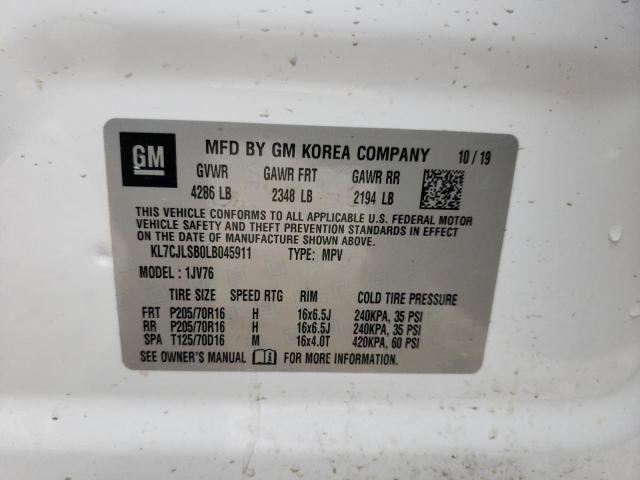 GM
MFD BY GM KOREA COMPANY 10 / 19
GVWR GAWR FRT GAWR RR
4286 LB 2348 LB 2194 LB
THIS VEHICLE CONFORMS TO ALL APPLICABLE U.S. FEDERAL MOTOR
VEHICLE SAFETY AND THEFT PREVENTION STANDARDS IN EFFECT
ON THE DATE OF MANUFACTURE SHOWN ABOVE.
KL7CJLSB0LB045911 TYPE: MPV
MODEL : 1JV76
TIRE SIZE SPEED RTG RIM COLD TIRE PRESSURE
FRT P205/70R16 H 16x6.5J 240KPA, 35 PSI
RR P205/70R16 H 16x6.5J 240KPA, 35 PSI
SPA T125/70D16 M 16x4.0T 420KPA, 60 PSI
SEE OWNER'S MANUAL FOR MORE INFORMATION.